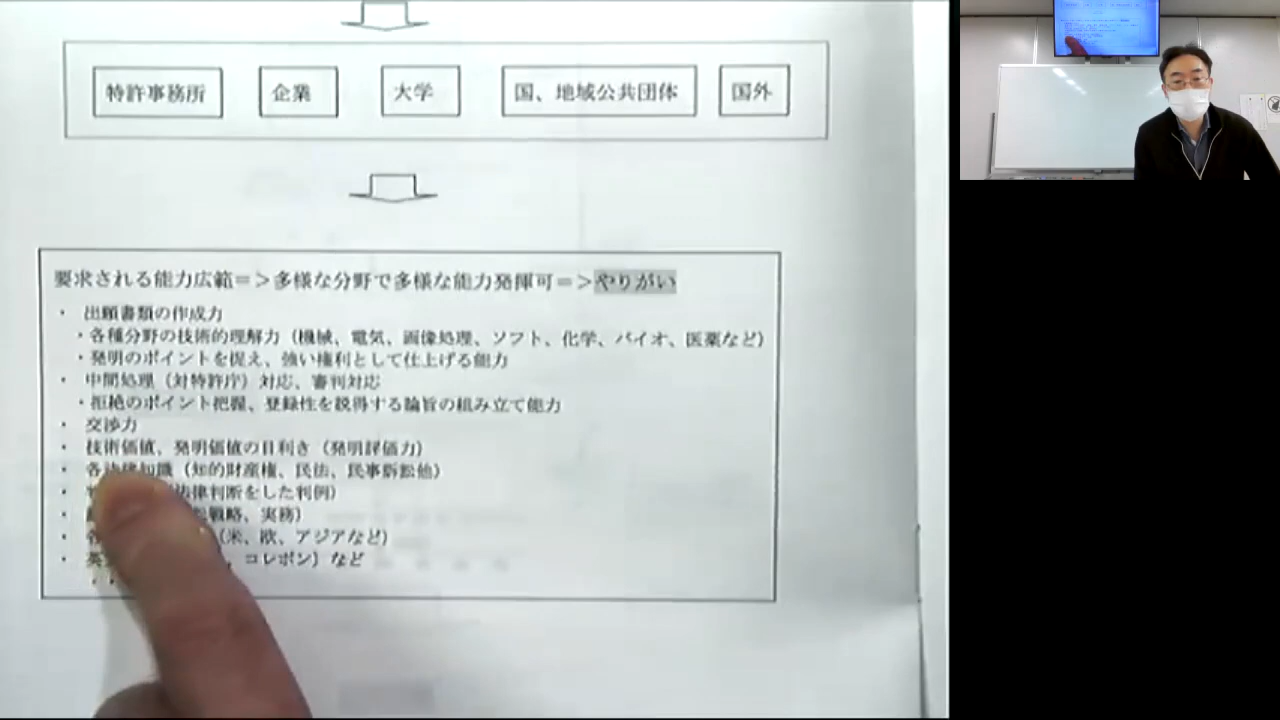 特許事務所
企業
大学
国、地域公共団体
国外
要求される能力広範=>多様な分野で多様な能力発揮可=>やりがい
・ 出願書類の作成力
・各種分野の技術的理解力（機械、電気、画像処理、ソフト、化学、バイオ、医薬など）
・発明のポイントを捉え、強い権利として仕上げる能力
・ 中間処理（対特許庁）対応、審判対応
・拒絶のポイント把握、登録性を説得する論旨の組み立て能力
・ 交渉力
・ 技術価値、発明価値の目利き（発明評価力）
・ 各法律知識（知的財産権、民法、民事訴訟他）
・ 法律判断をした判例）
・ 戦略、実務）
・ （米、欧、アジアなど）
・ 英 、コレポン）など